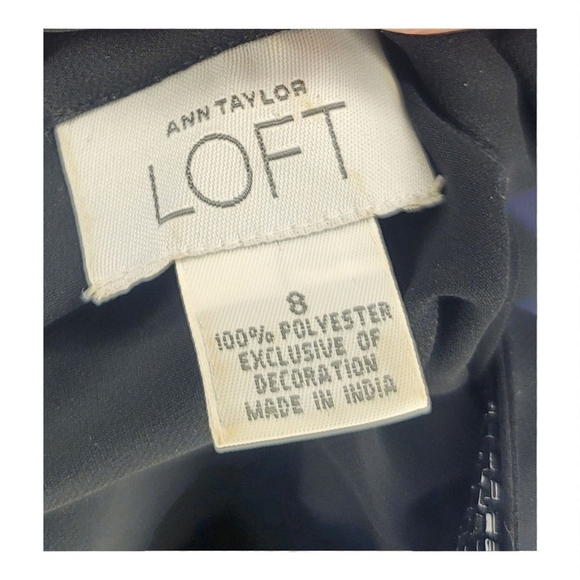 ANN TAYLOR
LOFT
8
100% POLYESTER
EXCLUSIVE OF
DECORATION
MADE IN INDIA